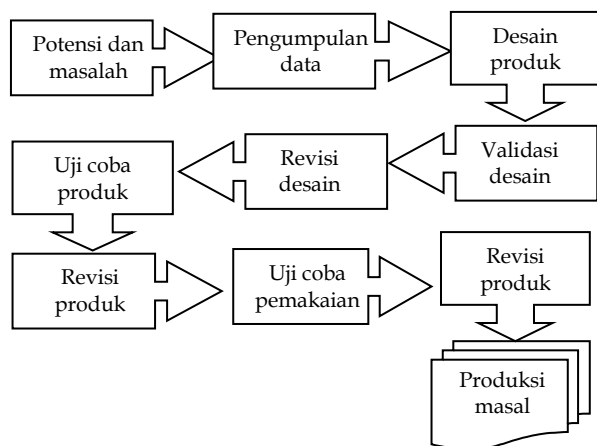 Potensi dan
masalah
Pengumpulan
data
Desain
produk
Validasi
desain
Revisi
desain
Uji coba
produk
Revisi
produk
Uji coba
pemakaian
Revisi
produk
Produksi
masal